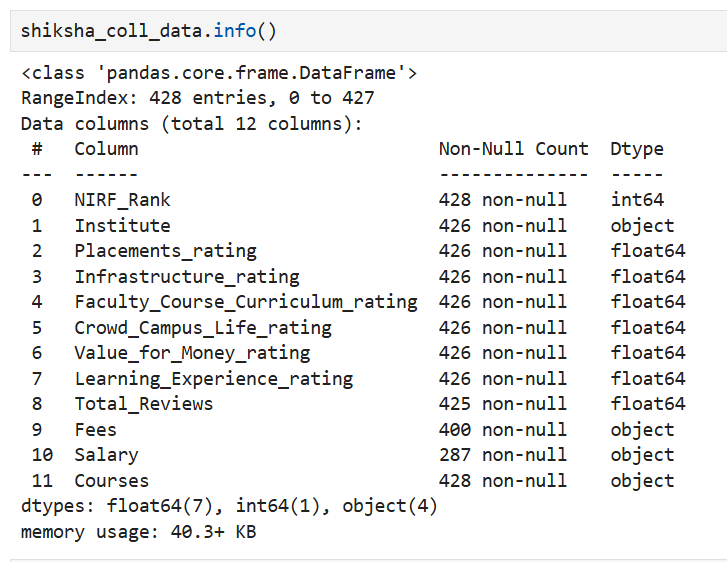 shiksha_coll_data.info()
<class 'pandas.core.frame.DataFrame'>
RangeIndex: 428 entries, 0 to 427
Data columns (total 12 columns):
 #   Column                           Non-Null Count  Dtype
---  ------                           --------------  -----
 0   NIRF_Rank                        428 non-null    int64
 1   Institute                        426 non-null    object
 2   Placements_rating                426 non-null    float64
 3   Infrastructure_rating            426 non-null    float64
 4   Faculty_Course_Curriculum_rating 426 non-null    float64
 5   Crowd_Campus_Life_rating         426 non-null    float64
 6   Value_for_Money_rating           426 non-null    float64
 7   Learning_Experience_rating       426 non-null    float64
 8   Total_Reviews                    425 non-null    float64
 9   Fees                             400 non-null    object
 10  Salary                           287 non-null    object
 11  Courses                          428 non-null    object
dtypes: float64(7), int64(1), object(4)
memory usage: 40.3+ KB